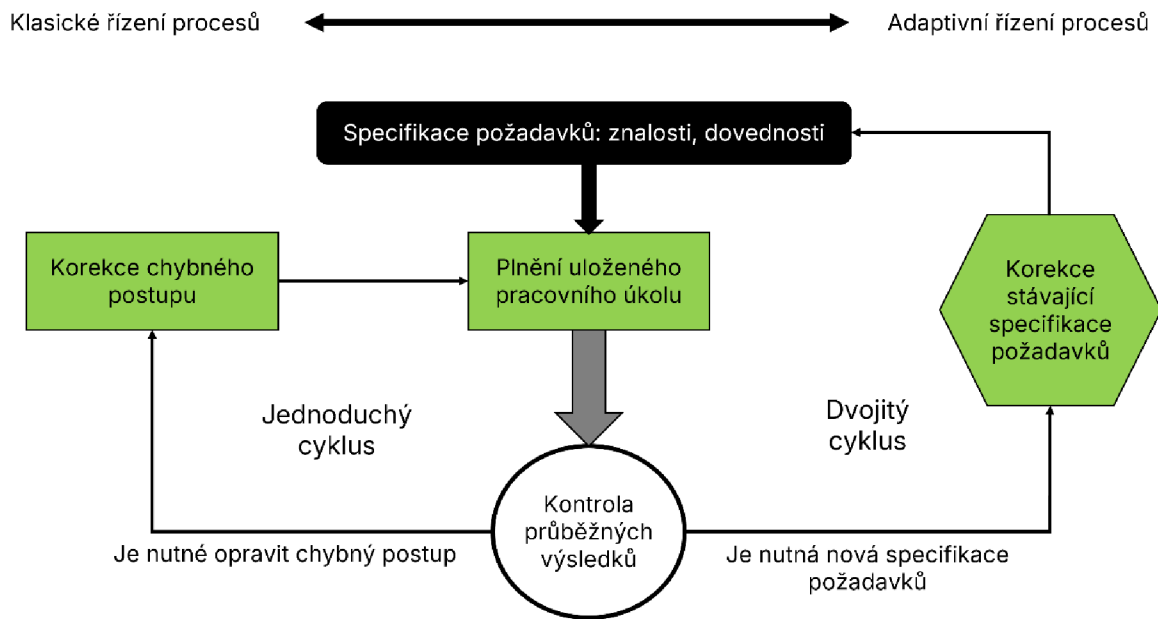 Klasické řízení procesů
Adaptivní řízení procesů
Specifikace požadavků: znalosti, dovednosti
Korekce chybného
postupu
Plnění uloženého
pracovního úkolu
Korekce
stávající
specifikace
požadavků
Jednoduchý
cyklus
Dvojitý
cyklus
Kontrola
průběžných
výsledků
Je nutné opravit chybný postup
Je nutná nová specifikace
požadavků